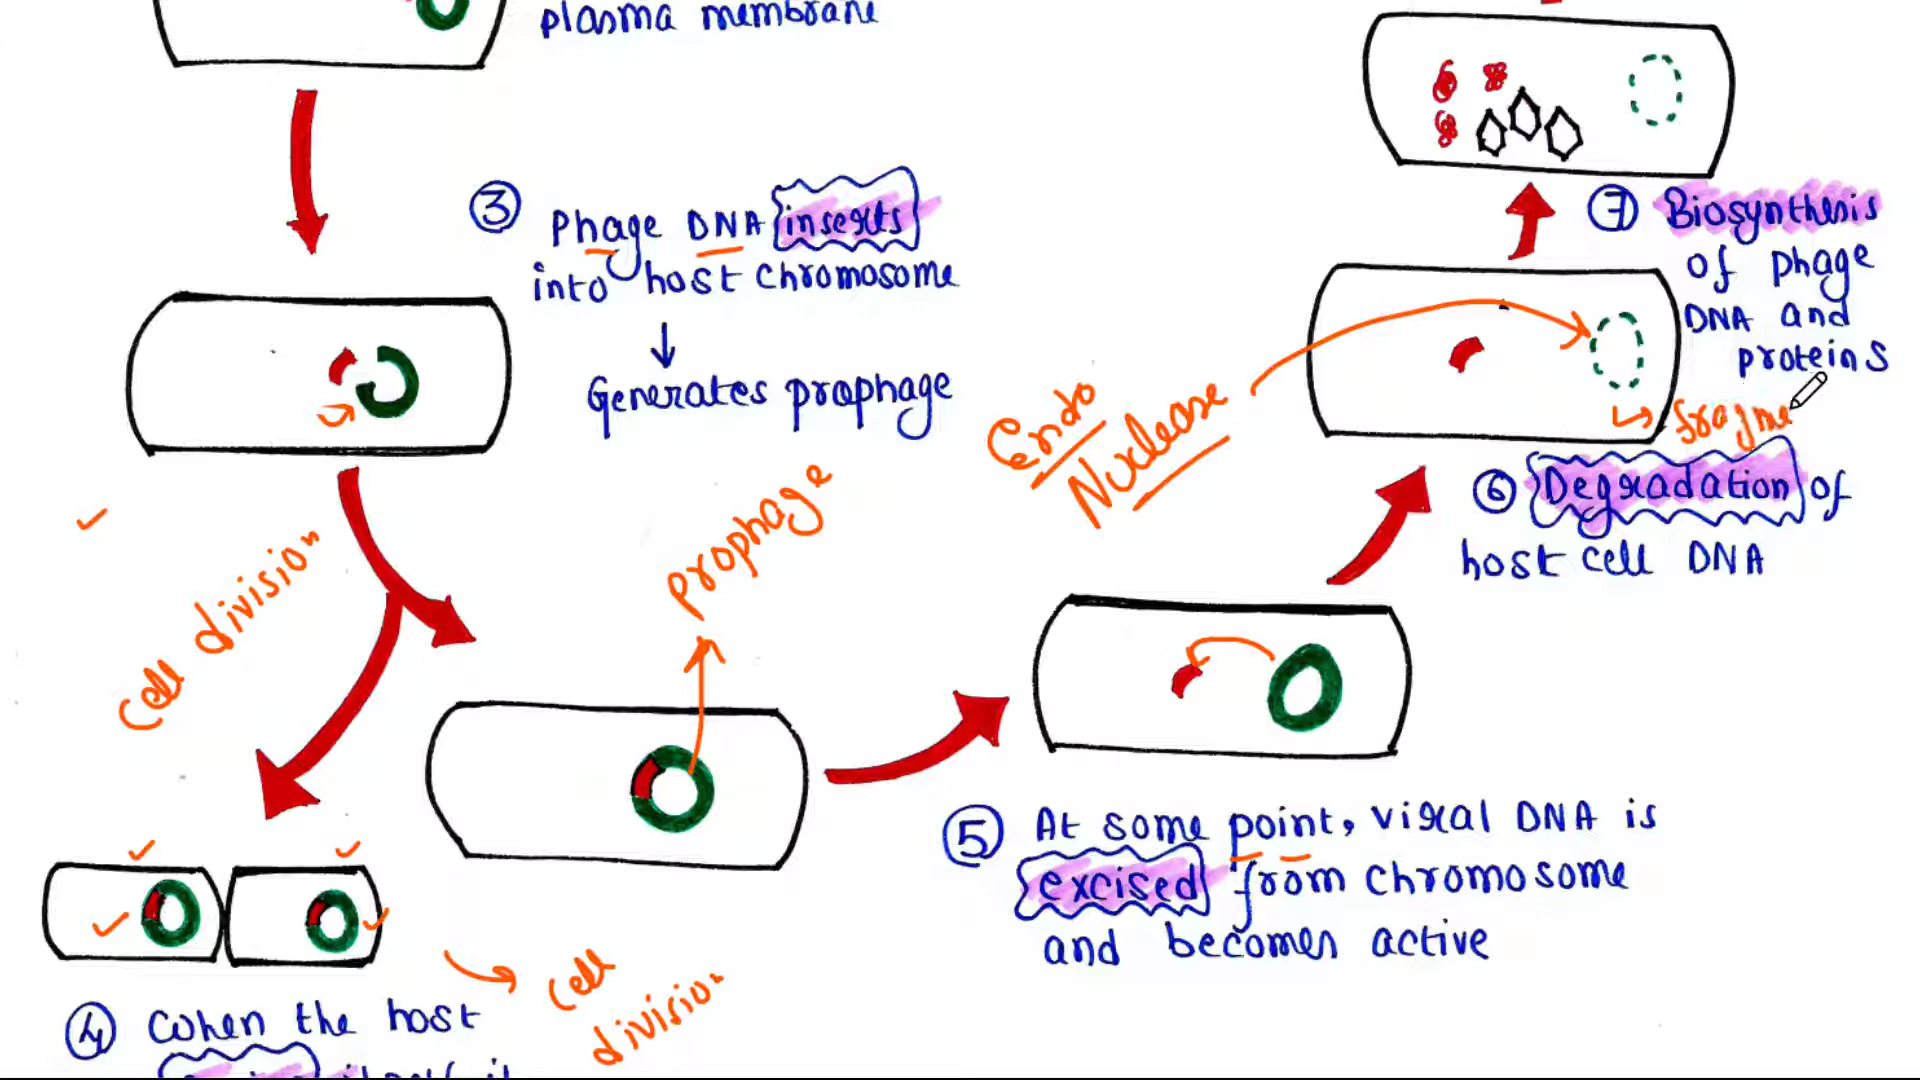 plasma membrane
③ Phage DNA inserts
into host chromosome
↓
Generates prophage
Cell division
Prophage
④ When the host
Cell
division
⑤ At some point, viral DNA is
excised from chromosome
and becomes active
Endo
Nuclease
⑥ Degradation of
host cell DNA
fragme
⑦ Biosynthesis
of phage
DNA and
proteins